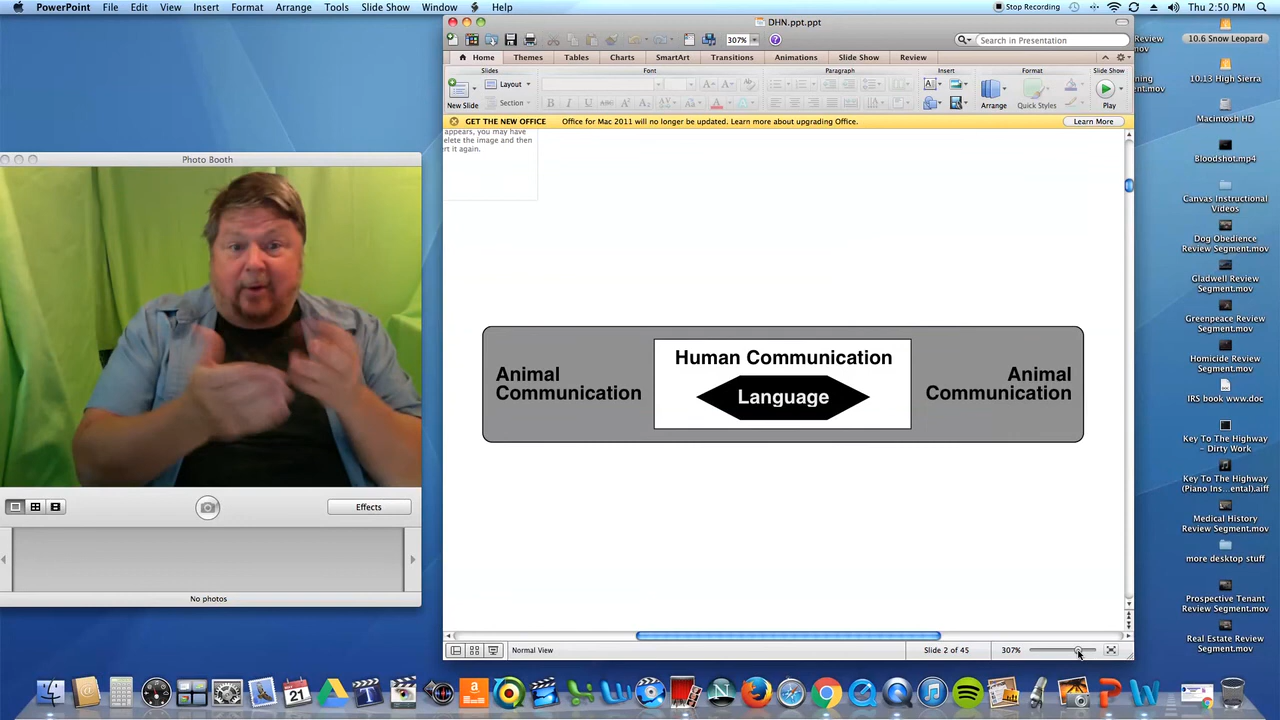 PowerPoint File Edit View Insert Format Arrange Tools Slide Show Window Help
Stop Recording Thu 2:50 PM
DHN.ppt.ppt
307%
Search in Presentation
Home Themes Tables Charts SmartArt Transitions Animations Slide Show Review
Slides Font Paragraph Insert Format Slide Show
New Slide
Layout
Section
Arrange
Quick Styles
Play
GET THE NEW OFFICE Office for Mac 2011 will no longer be updated. Learn more about upgrading Office. Learn More
appears, you may have
elete the image and then
rt it again.
Animal
Communication
Human Communication
Language
Animal
Communication
Normal View
Slide 2 of 45
307%
Photo Booth
Effects
No photos
10.6 Snow Leopard
Review
mov
10.13 High Sierra
ning
Review
mov
Macintosh HD
Bloodshot.mp4
Canvas Instructional
Videos
Dog Obedience
Review Segment.mov
Gladwell Review
Segment.mov
Greenpeace Review
Segment.mov
Homicide Review
Segment.mov
IRS book www.doc
Key To The Highway
– Dirty Work
Key To The Highway
(Piano Ins...ental).aiff
Medical History
Review Segment.mov
more desktop stuff
Prospective Tenant
Review Segment.mov
Real Estate Review
Segment.mov
21